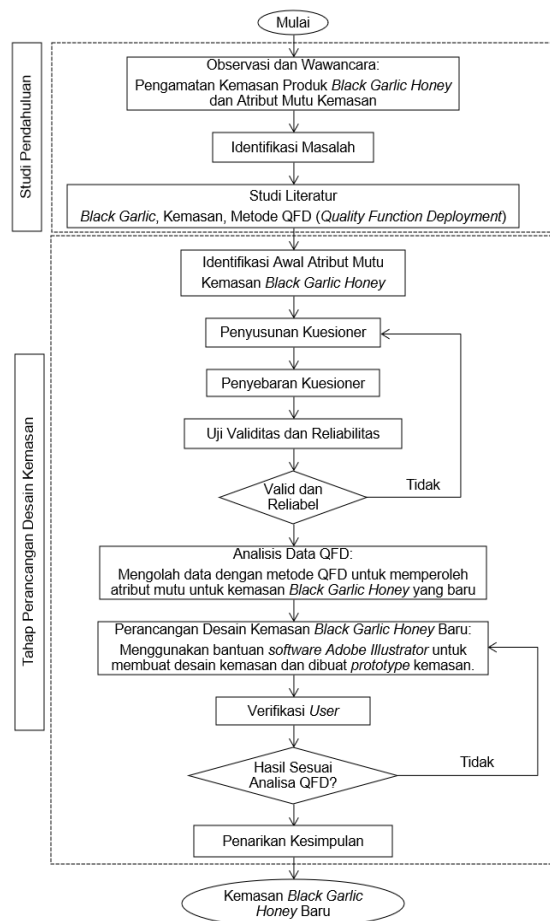 Mulai
Studi Pendahuluan
Observasi dan Wawancara:
Pengamatan Kemasan Produk Black Garlic Honey
dan Atribut Mutu Kemasan
Identifikasi Masalah
Studi Literatur
Black Garlic, Kemasan, Metode QFD (Quality Function Deployment)
Tahap Perancangan Desain Kemasan
Identifikasi Awal Atribut Mutu
Kemasan Black Garlic Honey
Penyusunan Kuesioner
Penyebaran Kuesioner
Uji Validitas dan Reliabilitas
Valid dan
Reliabel
Tidak
Analisis Data QFD:
Mengolah data dengan metode QFD untuk memperoleh
atribut mutu untuk kemasan Black Garlic Honey yang baru
Perancangan Desain Kemasan Black Garlic Honey Baru:
Menggunakan bantuan software Adobe Illustrator untuk
membuat desain kemasan dan dibuat prototype kemasan.
Verifikasi User
Hasil Sesuai
Analisa QFD?
Tidak
Penarikan Kesimpulan
Kemasan Black Garlic
Honey Baru